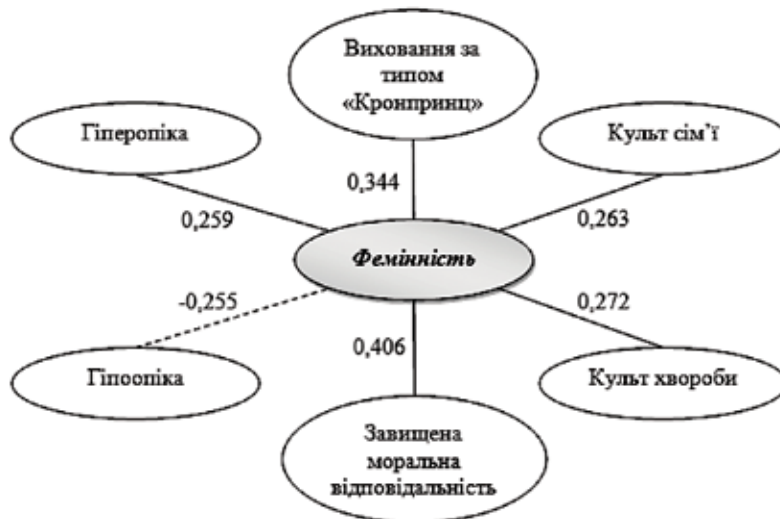 Виховання за
типом
«Кронпринц»
Гіперопіка
Культ сім’ї
0,344
0,259
0,263
Фемінність
-0,255
0,272
0,406
Гіпоопіка
Культ хвороби
Завищена
моральна
відповідальність